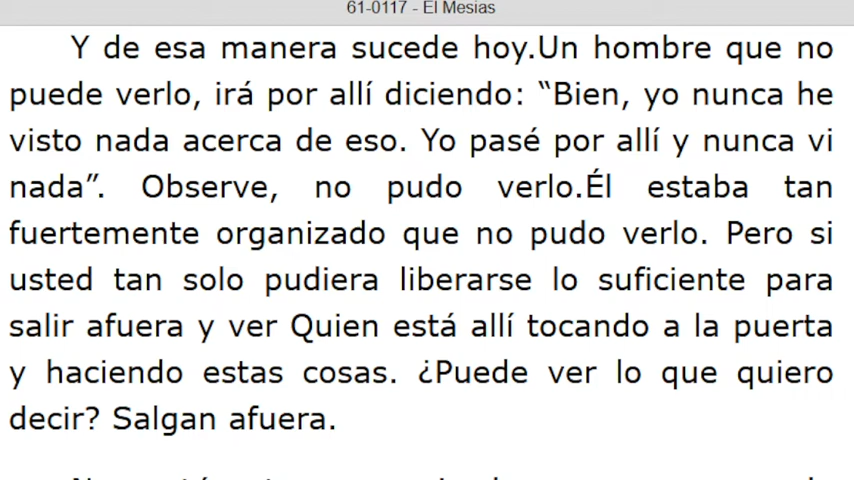 61-0117 - El Mesias
Y de esa manera sucede hoy.Un hombre que no
puede verlo, irá por allí diciendo: “Bien, yo nunca he
visto nada acerca de eso. Yo pasé por allí y nunca vi
nada”. Observe, no pudo verlo.Él estaba tan
fuertemente organizado que no pudo verlo. Pero si
usted tan solo pudiera liberarse lo suficiente para
salir afuera y ver Quien está allí tocando a la puerta
y haciendo estas cosas. ¿Puede ver lo que quiero
decir? Salgan afuera.